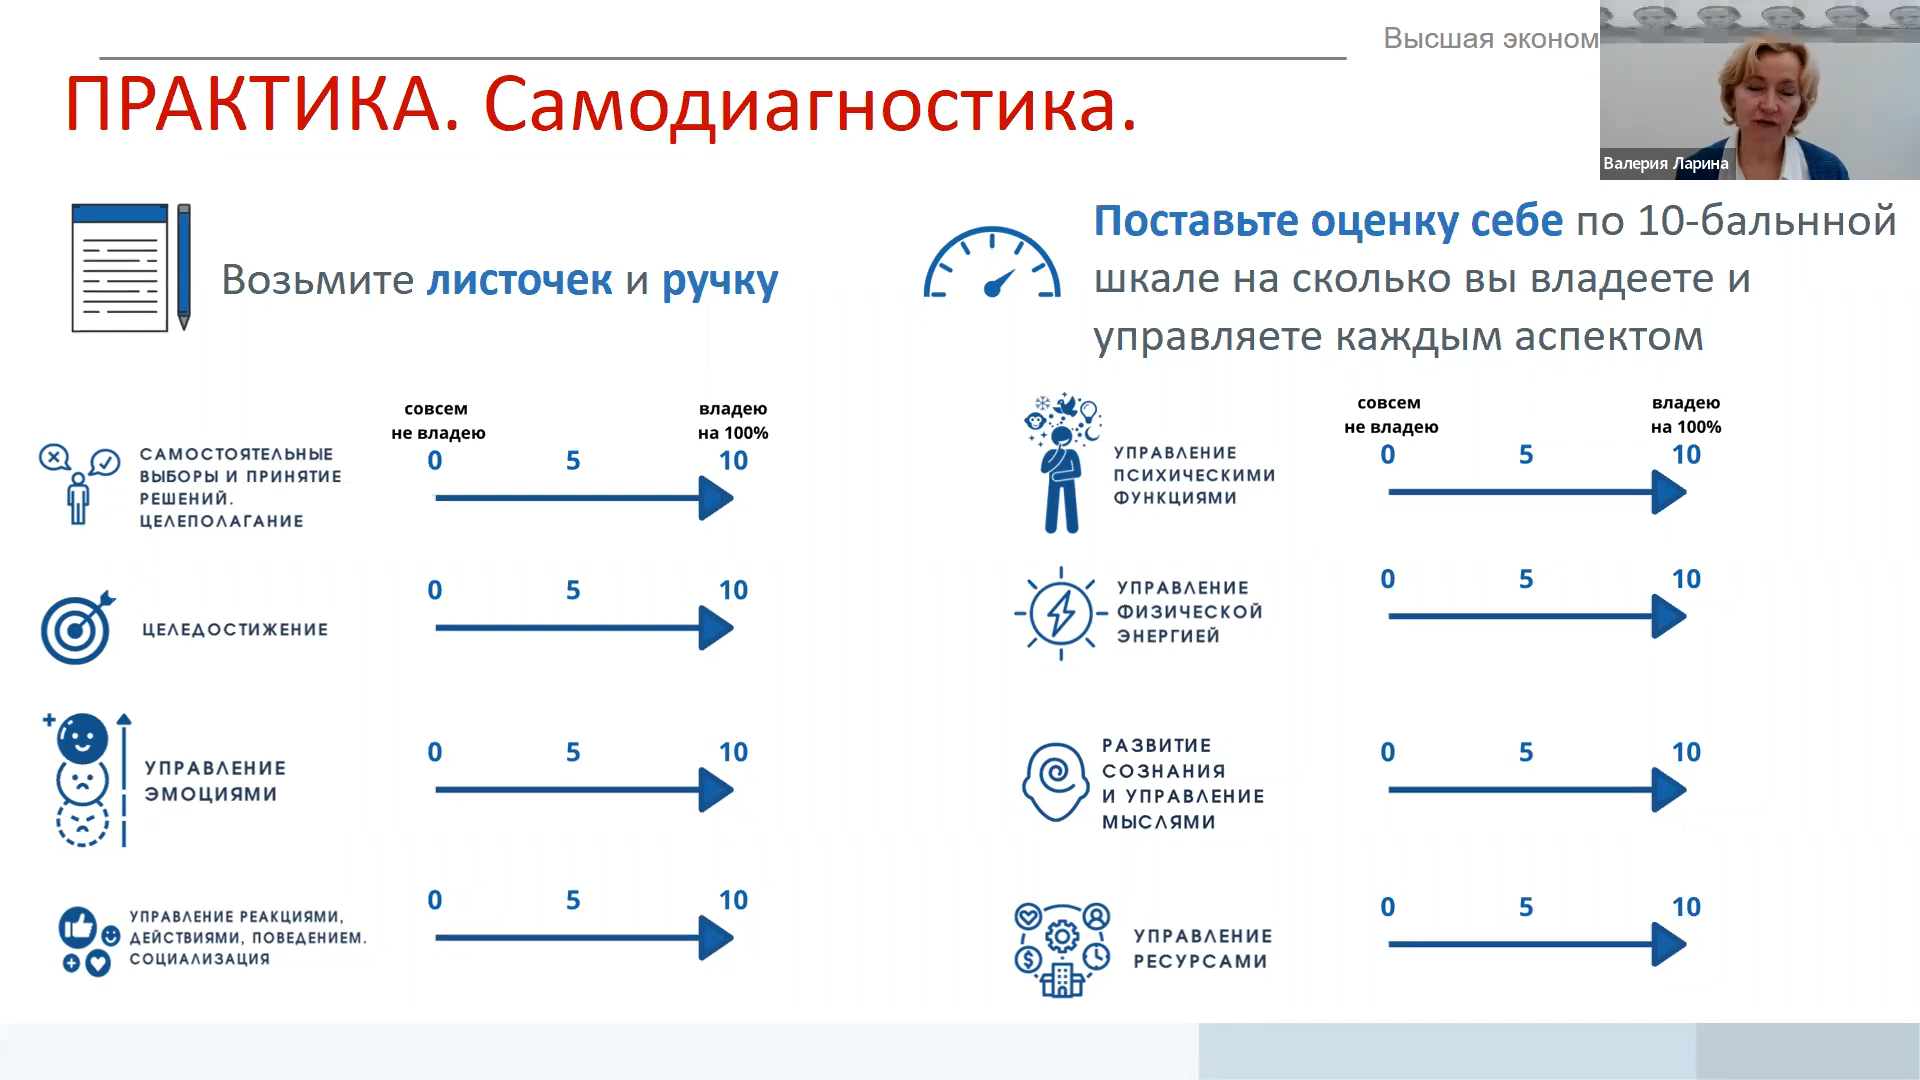 Высшая эконом
ПРАКТИКА. Самодиагностика.
Валерия Ларина
Возьмите листочек и ручку
Поставьте оценку себе по 10-бальнной
шкале на сколько вы владеете и
управляете каждым аспектом
совсем
не владею
владею
на 100%
САМОСТОЯТЕЛЬНЫЕ
ВЫБОРЫ И ПРИНЯТИЕ
РЕШЕНИЙ.
ЦЕЛЕПОЛАГАНИЕ
0 5 10
ЦЕЛЕДОСТИЖЕНИЕ
0 5 10
УПРАВЛЕНИЕ
ЭМОЦИЯМИ
0 5 10
УПРАВЛЕНИЕ РЕАКЦИЯМИ,
ДЕЙСТВИЯМИ, ПОВЕДЕНИЕМ.
СОЦИАЛИЗАЦИЯ
0 5 10
совсем
не владею
владею
на 100%
УПРАВЛЕНИЕ
ПСИХИЧЕСКИМИ
ФУНКЦИЯМИ
0 5 10
УПРАВЛЕНИЕ
ФИЗИЧЕСКОЙ
ЭНЕРГИЕЙ
0 5 10
РАЗВИТИЕ
СОЗНАНИЯ
И УПРАВЛЕНИЕ
МЫСЛЯМИ
0 5 10
УПРАВЛЕНИЕ
РЕСУРСАМИ
0 5 10